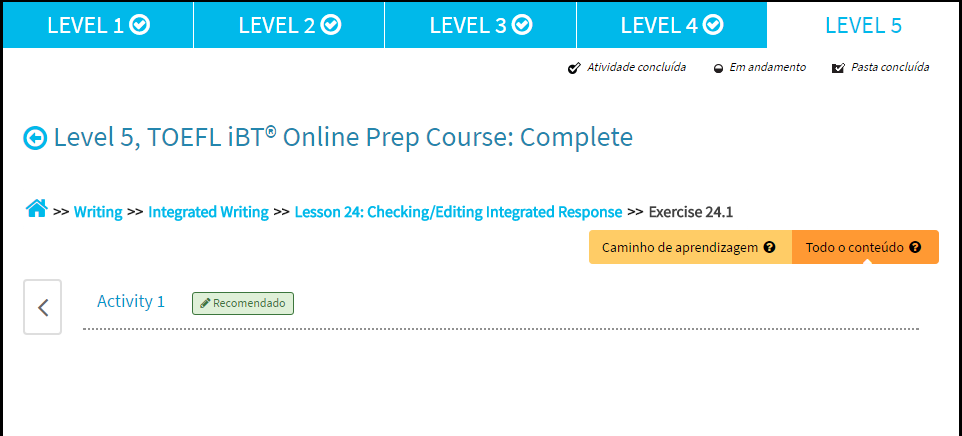 LEVEL 1 LEVEL 2 LEVEL 3 LEVEL 4 LEVEL 5
Atividade concluída Em andamento Pasta concluída
Level 5, TOEFL iBT® Online Prep Course: Complete
>> Writing >> Integrated Writing >> Lesson 24: Checking/Editing Integrated Response >> Exercise 24.1
Caminho de aprendizagem Todo o conteúdo
Activity 1 Recomendado